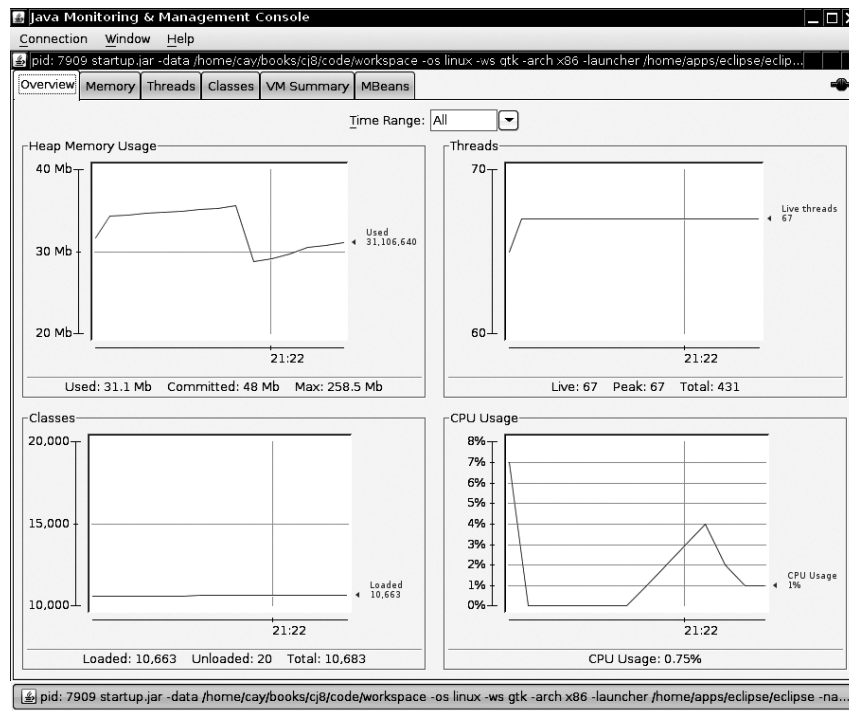 Java Monitoring & Management Console
Connection Window Help
pid: 7909 startup.jar -data /home/cay/books/cj8/code/workspace -os linux -ws gtk -arch x86 -launcher /home/apps/eclipse/eclip...
Overview Memory Threads Classes VM Summary MBeans
Time Range: All
Heap Memory Usage
40 Mb
30 Mb
20 Mb
Used
31,106,640
21:22
Used: 31.1 Mb Committed: 48 Mb Max: 258.5 Mb
Threads
70
60
Live threads
67
21:22
Live: 67 Peak: 67 Total: 431
Classes
20,000
15,000
10,000
Loaded
10,663
21:22
Loaded: 10,663 Unloaded: 20 Total: 10,683
CPU Usage
8%
7%
6%
5%
4%
3%
2%
1%
0%
CPU Usage
1%
21:22
CPU Usage: 0.75%
pid: 7909 startup.jar -data /home/cay/books/cj8/code/workspace -os linux -ws gtk -arch x86 -launcher /home/apps/eclipse/eclipse -na...